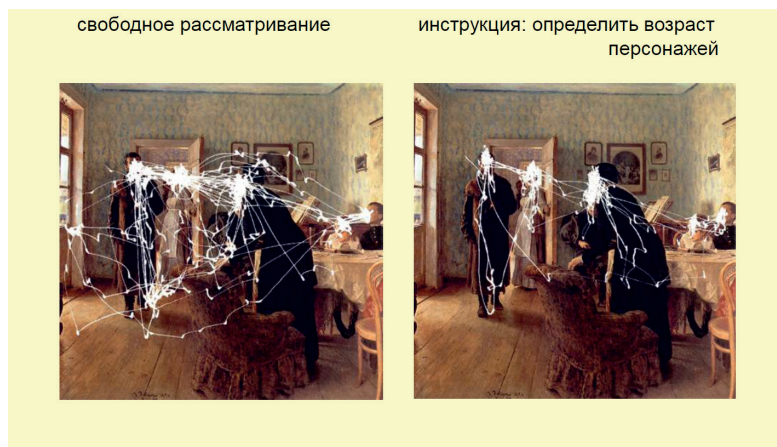 свободное рассматривание
инструкция: определить возраст
персонажей